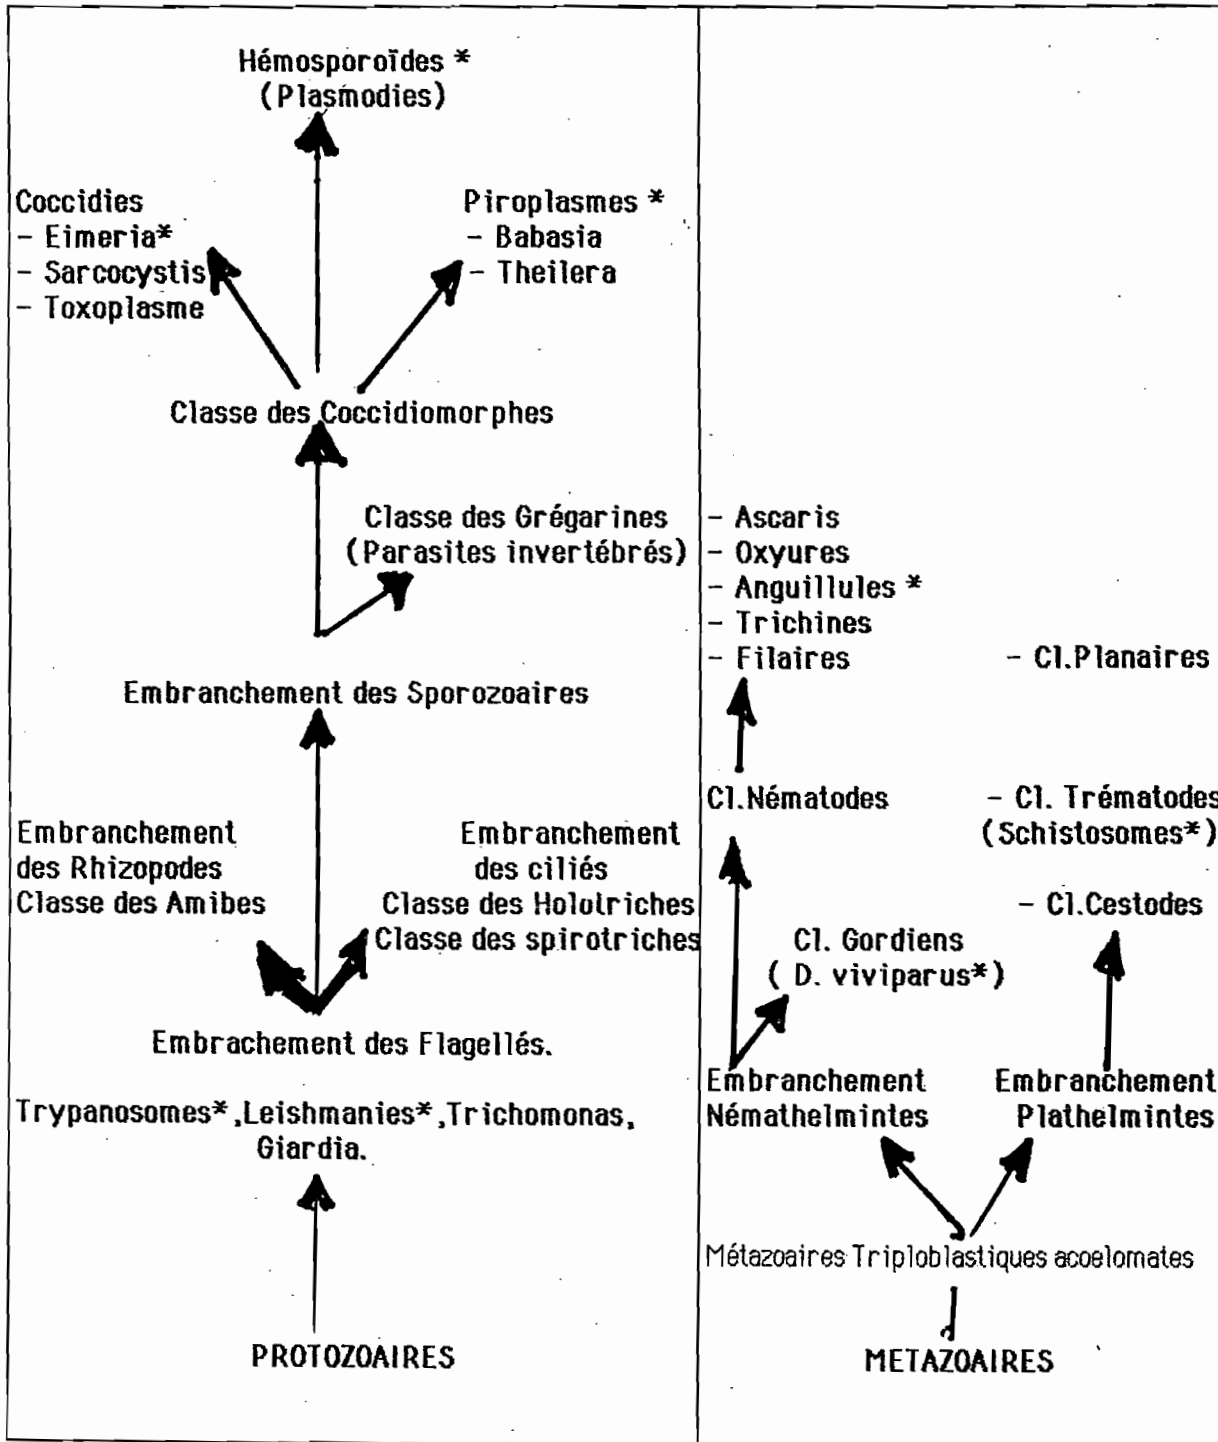 Hémosporoïdes *
(Plasmodies)
Coccidies
- Eimeria*
- Sarcocystis
- Toxoplasme
Piroplasmes *
- Babasia
- Theilera
Classe des Coccidiomorphes
Classe des Grégarines
(Parasites invertébrés)
Embranchement des Sporozoaires
Embranchement
des Rhizopodes
Classe des Amibes
Embranchement
des ciliés
Classe des Holotriches
Classe des spirotriches
Embrachement des Flagellés.
Trypanosomes*,Leishmanies*,Trichomonas,
Giardia.
PROTOZOAIRES
- Ascaris
- Oxyures
- Anguillules *
- Trichines
- Filaires
- Cl.Planaires
Cl.Nématodes
- Cl. Trématodes
(Schistosomes*)
- Cl.Cestodes
Cl. Gordiens
( D. viviparus*)
Embranchement
Némathelmintes
Embranchement
Plathelmintes
Métazoaires Triploblastiques acoelomates
METAZOAIRES